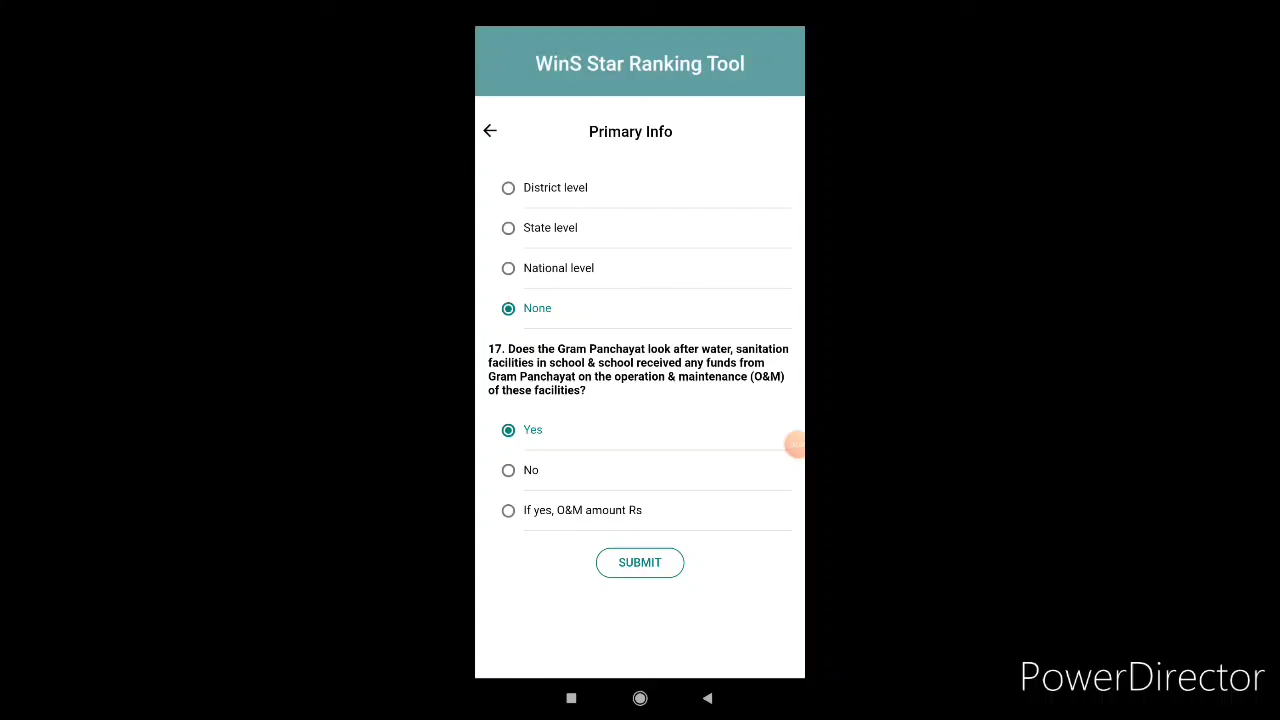 WinS Star Ranking Tool
Primary Info
District level
State level
National level
None
17. Does the Gram Panchayat look after water, sanitation
facilities in school & school received any funds from
Gram Panchayat on the operation & maintenance (O&M)
of these facilities?
Yes
No
If yes, O&M amount Rs
SUBMIT
PowerDirector